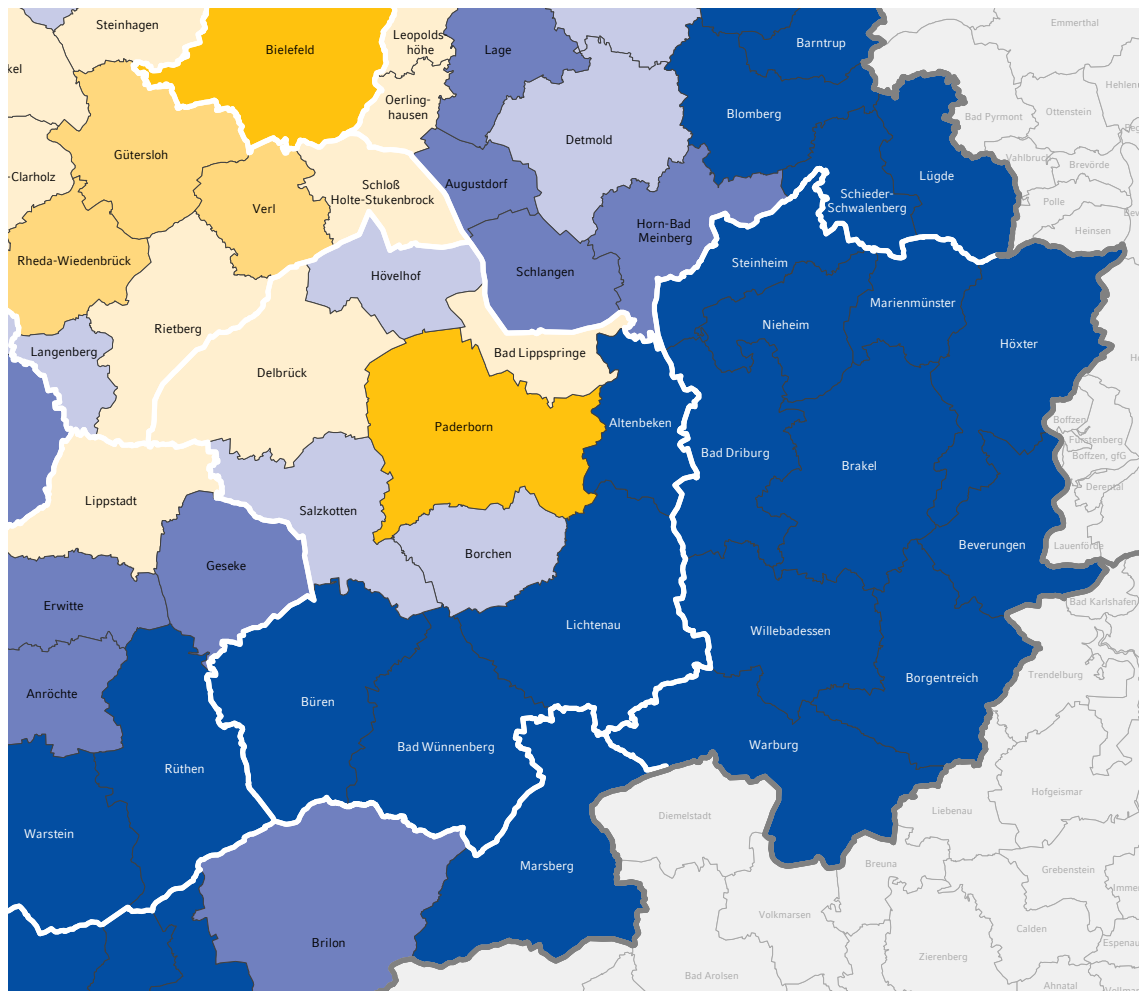 Steinhagen
Bielefeld
Leopolds
höhe
Lage
Barntrup
Emmerthal
kel
Oerling-
hausen
Blomberg
Hehlen
Ottenstein
Bad Pyrmont
Detmold
Gütersloh
Vahlbruch
Brevörde
-Clarholz
Schloß
Holte-Stukenbrock
Augustdorf
Lügde
Schieder-
Schwalenberg
Polle
Verl
Horn-Bad
Meinberg
Heinsen
Rheda-Wiedenbrück
Hövelhof
Schlangen
Steinheim
Marienmünster
Rietberg
Nieheim
Höxter
Langenberg
Bad Lippspringe
Delbrück
Paderborn
Altenbeken
Boffzen
Fürstenberg
Bad Driburg
Boffzen, gfG
Brakel
Derental
Lippstadt
Salzkotten
Beverungen
Lauenförde
Borchen
Geseke
Erwitte
Bad Karlshafen
Lichtenau
Willebadessen
Trendelburg
Borgentreich
Anröchte
Büren
Bad Wünnenberg
Warburg
Rüthen
Hofgeismar
Liebenau
Diemelstadt
Warstein
Marsberg
Breuna
Grebenstein
Imme
Volkmarsen
Calden
Brilon
Espenau
Zierenberg
Bad Arolsen
Ahnatal